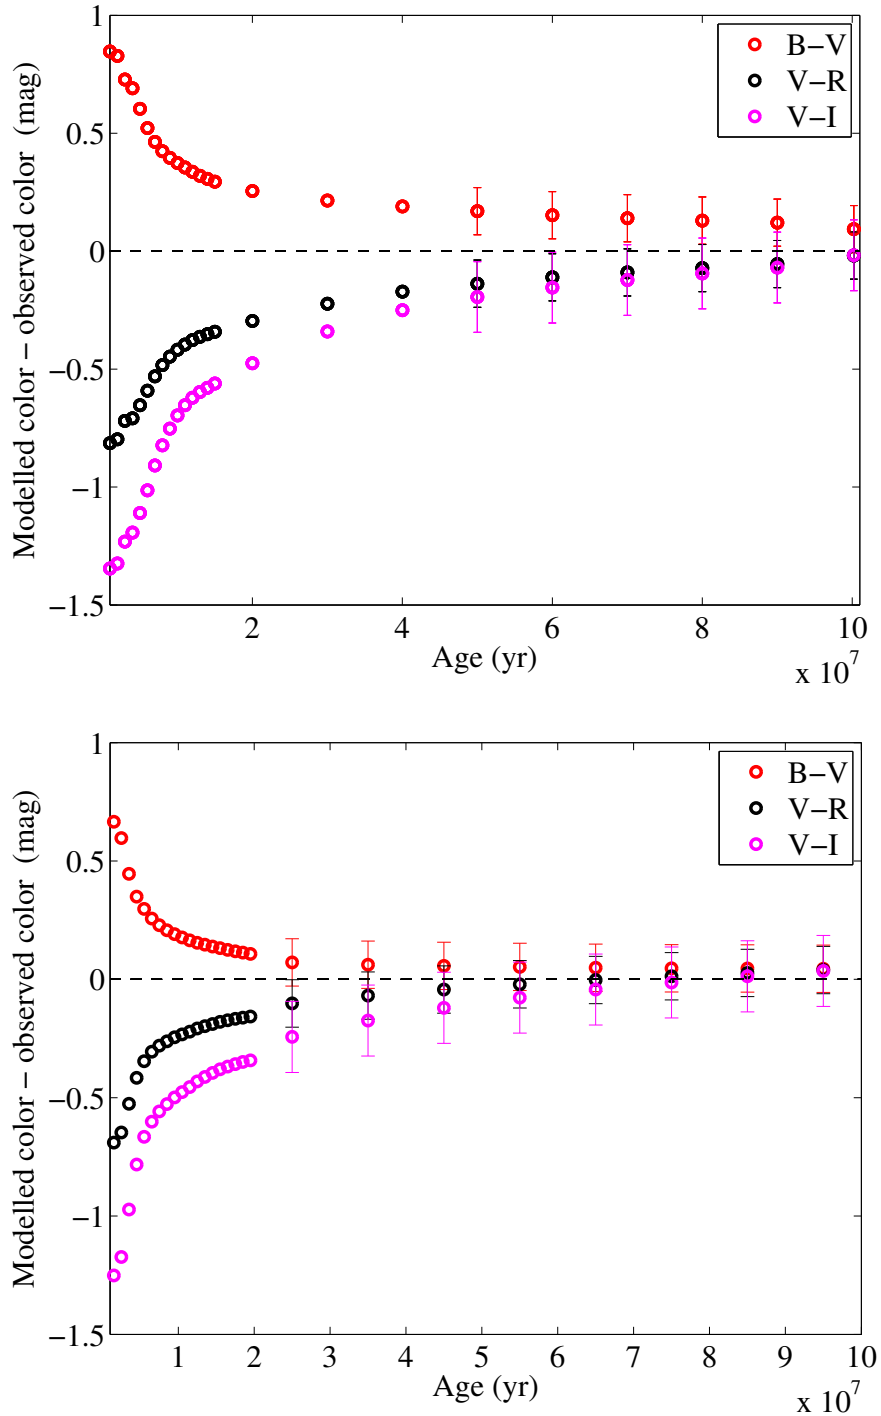 1
0.5
0
−0.5
−1
−1.5
Modelled color − observed color (mag)
B−V
V−R
V−I
2 4 6 8 10
Age (yr)
x 10^7
1
0.5
0
−0.5
−1
−1.5
Modelled color − observed color (mag)
B−V
V−R
V−I
1 2 3 4 5 6 7 8 9 10
Age (yr)
x 10^7